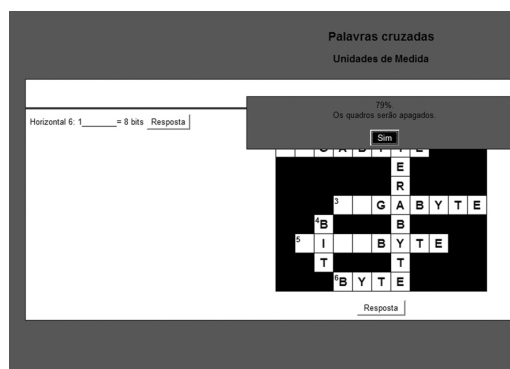 Palavras cruzadas
Unidades de Medida
79%.
Os quadros serão apagados.
Sim
Horizontal 6: 1_______= 8 bits Resposta
G A B Y T E
E
R
3 G A B Y T E
4 B B
5 I B Y T E
T T
6 B Y T E
Resposta